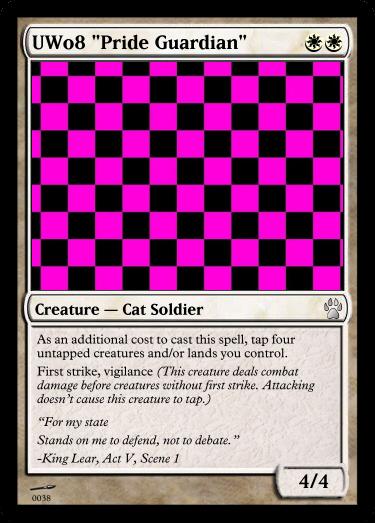 UWo8 "Pride Guardian"
Creature — Cat Soldier
As an additional cost to cast this spell, tap four
untapped creatures and/or lands you control.
First strike, vigilance (This creature deals combat
damage before creatures without first strike. Attacking
doesn't cause this creature to tap.)
"For my state
Stands on me to defend, not to debate."
-King Lear, Act V, Scene 1
4/4
0038